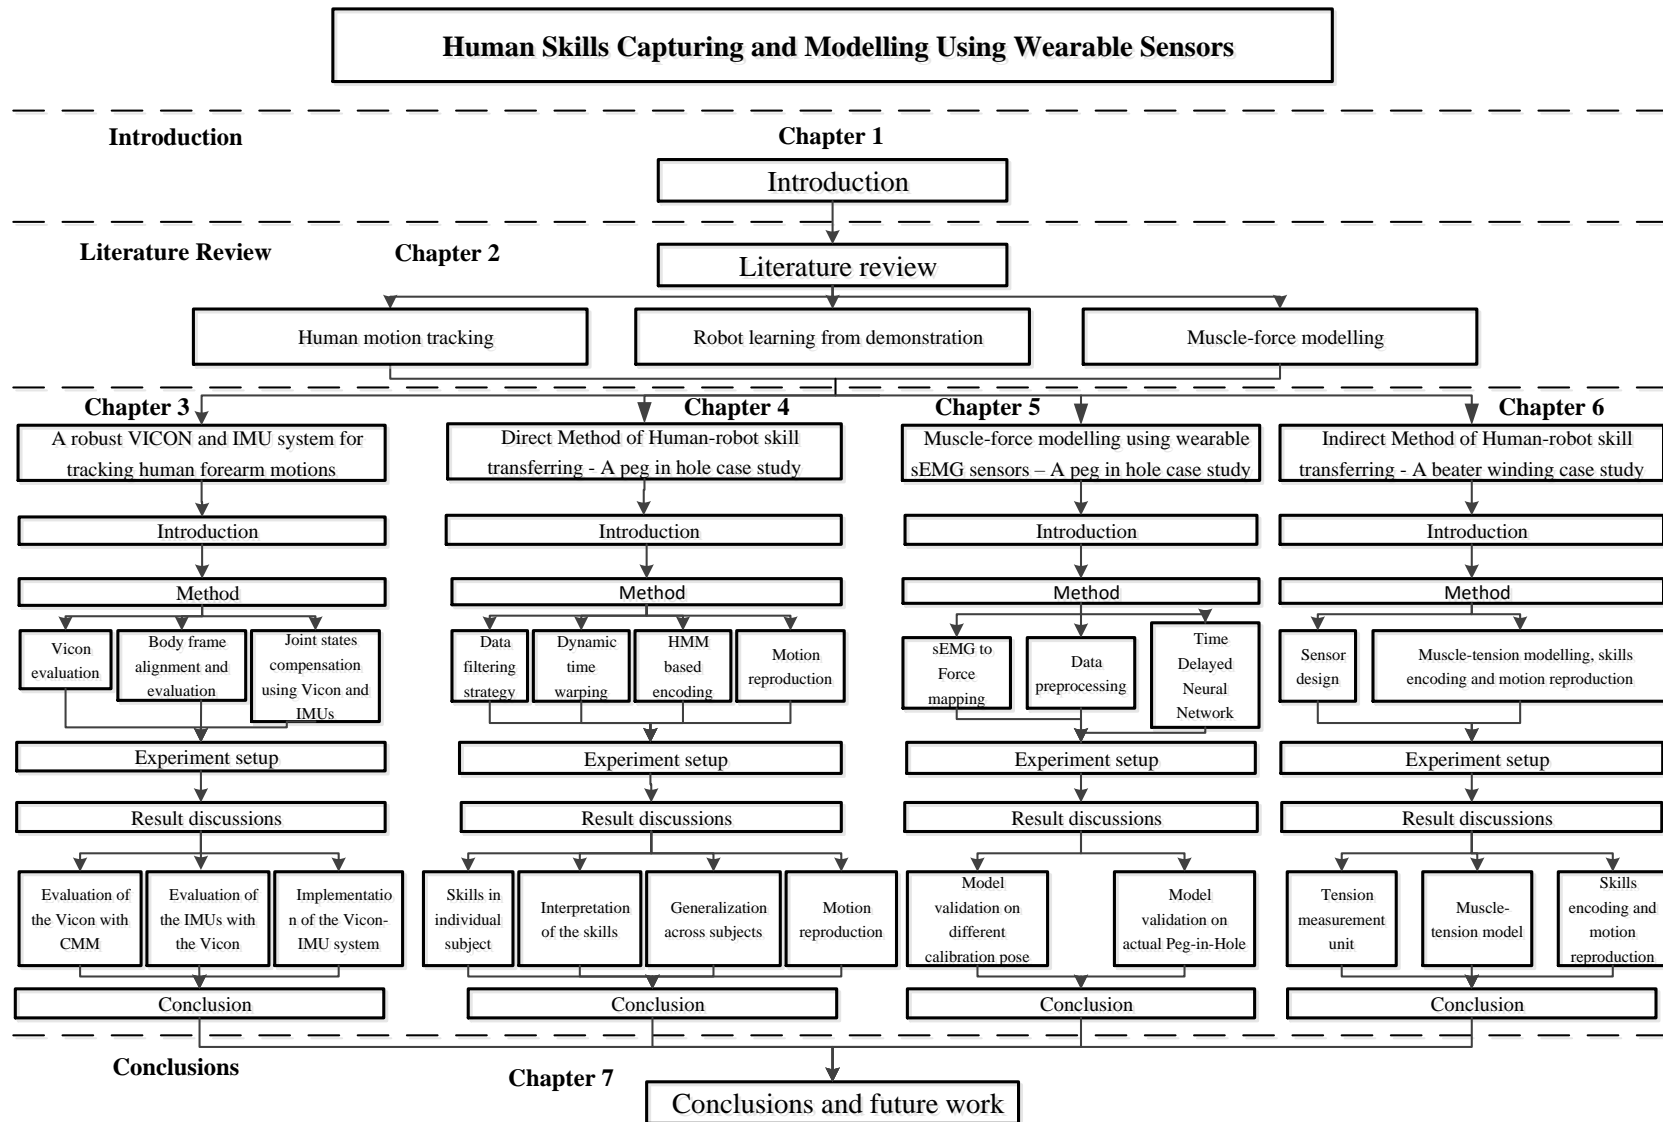 Human Skills Capturing and Modelling Using Wearable Sensors
Introduction
Chapter 1
Introduction
Literature Review
Chapter 2
Literature review
Human motion tracking
Robot learning from demonstration
Muscle-force modelling
Chapter 3
Chapter 4
Chapter 5
Chapter 6
A robust VICON and IMU system for
tracking human forearm motions
Direct Method of Human-robot skill
transferring - A peg in hole case study
Muscle-force modelling using wearable
sEMG sensors – A peg in hole case study
Indirect Method of Human-robot skill
transferring - A beater winding case study
Introduction
Introduction
Introduction
Introduction
Method
Method
Method
Method
Vicon
evaluation
Body frame
alignment and
evaluation
Joint states
compensation
using Vicon and
IMUs
Data
filtering
strategy
Dynamic
time
warping
HMM
based
encoding
Motion
reproduction
sEMG to
Force
mapping
Data
preprocessing
Time
Delayed
Neural
Network
Sensor
design
Muscle-tension modelling, skills
encoding and motion reproduction
Experiment setup
Experiment setup
Experiment setup
Experiment setup
Result discussions
Result discussions
Result discussions
Result discussions
Evaluation of
the Vicon with
CMM
Evaluation of
the IMUs with
the Vicon
Implementatio
n of the Vicon-
IMU system
Skills in
individual
subject
Interpretation
of the skills
Generalization
across subjects
Motion
reproduction
Model
validation on
different
calibration pose
Model
validation on
actual Peg-in-Hole
Tension
measurement
unit
Muscle-
tension model
Skills
encoding and
motion
reproduction
Conclusion
Conclusion
Conclusion
Conclusion
Conclusions
Chapter 7
Conclusions and future work